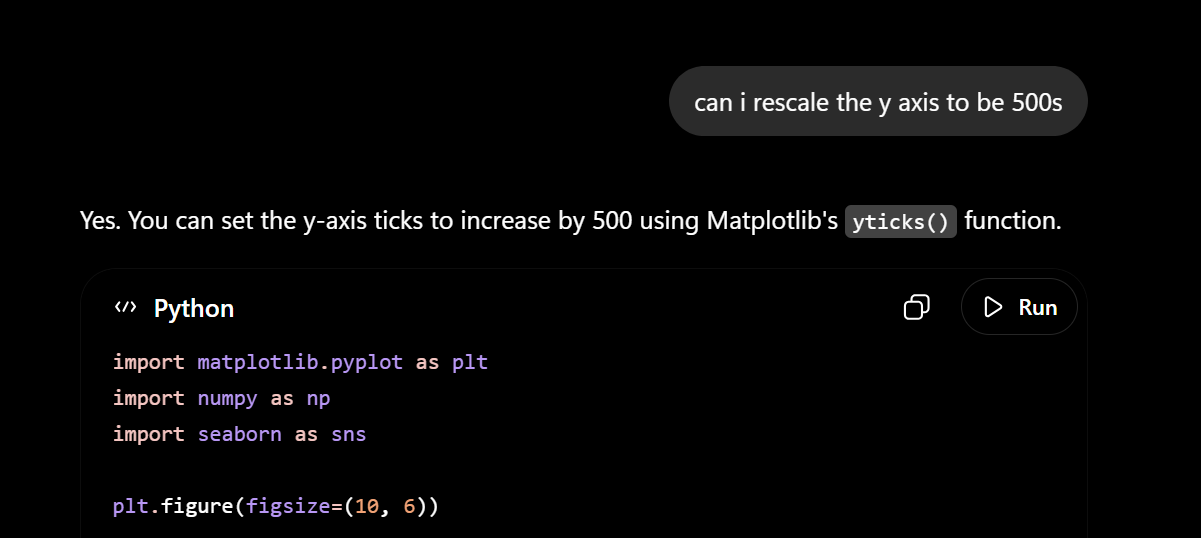 can i rescale the y axis to be 500s
Yes. You can set the y-axis ticks to increase by 500 using Matplotlib's yticks() function.
</> Python Run
import matplotlib.pyplot as plt
import numpy as np
import seaborn as sns
plt.figure(figsize=(10, 6))